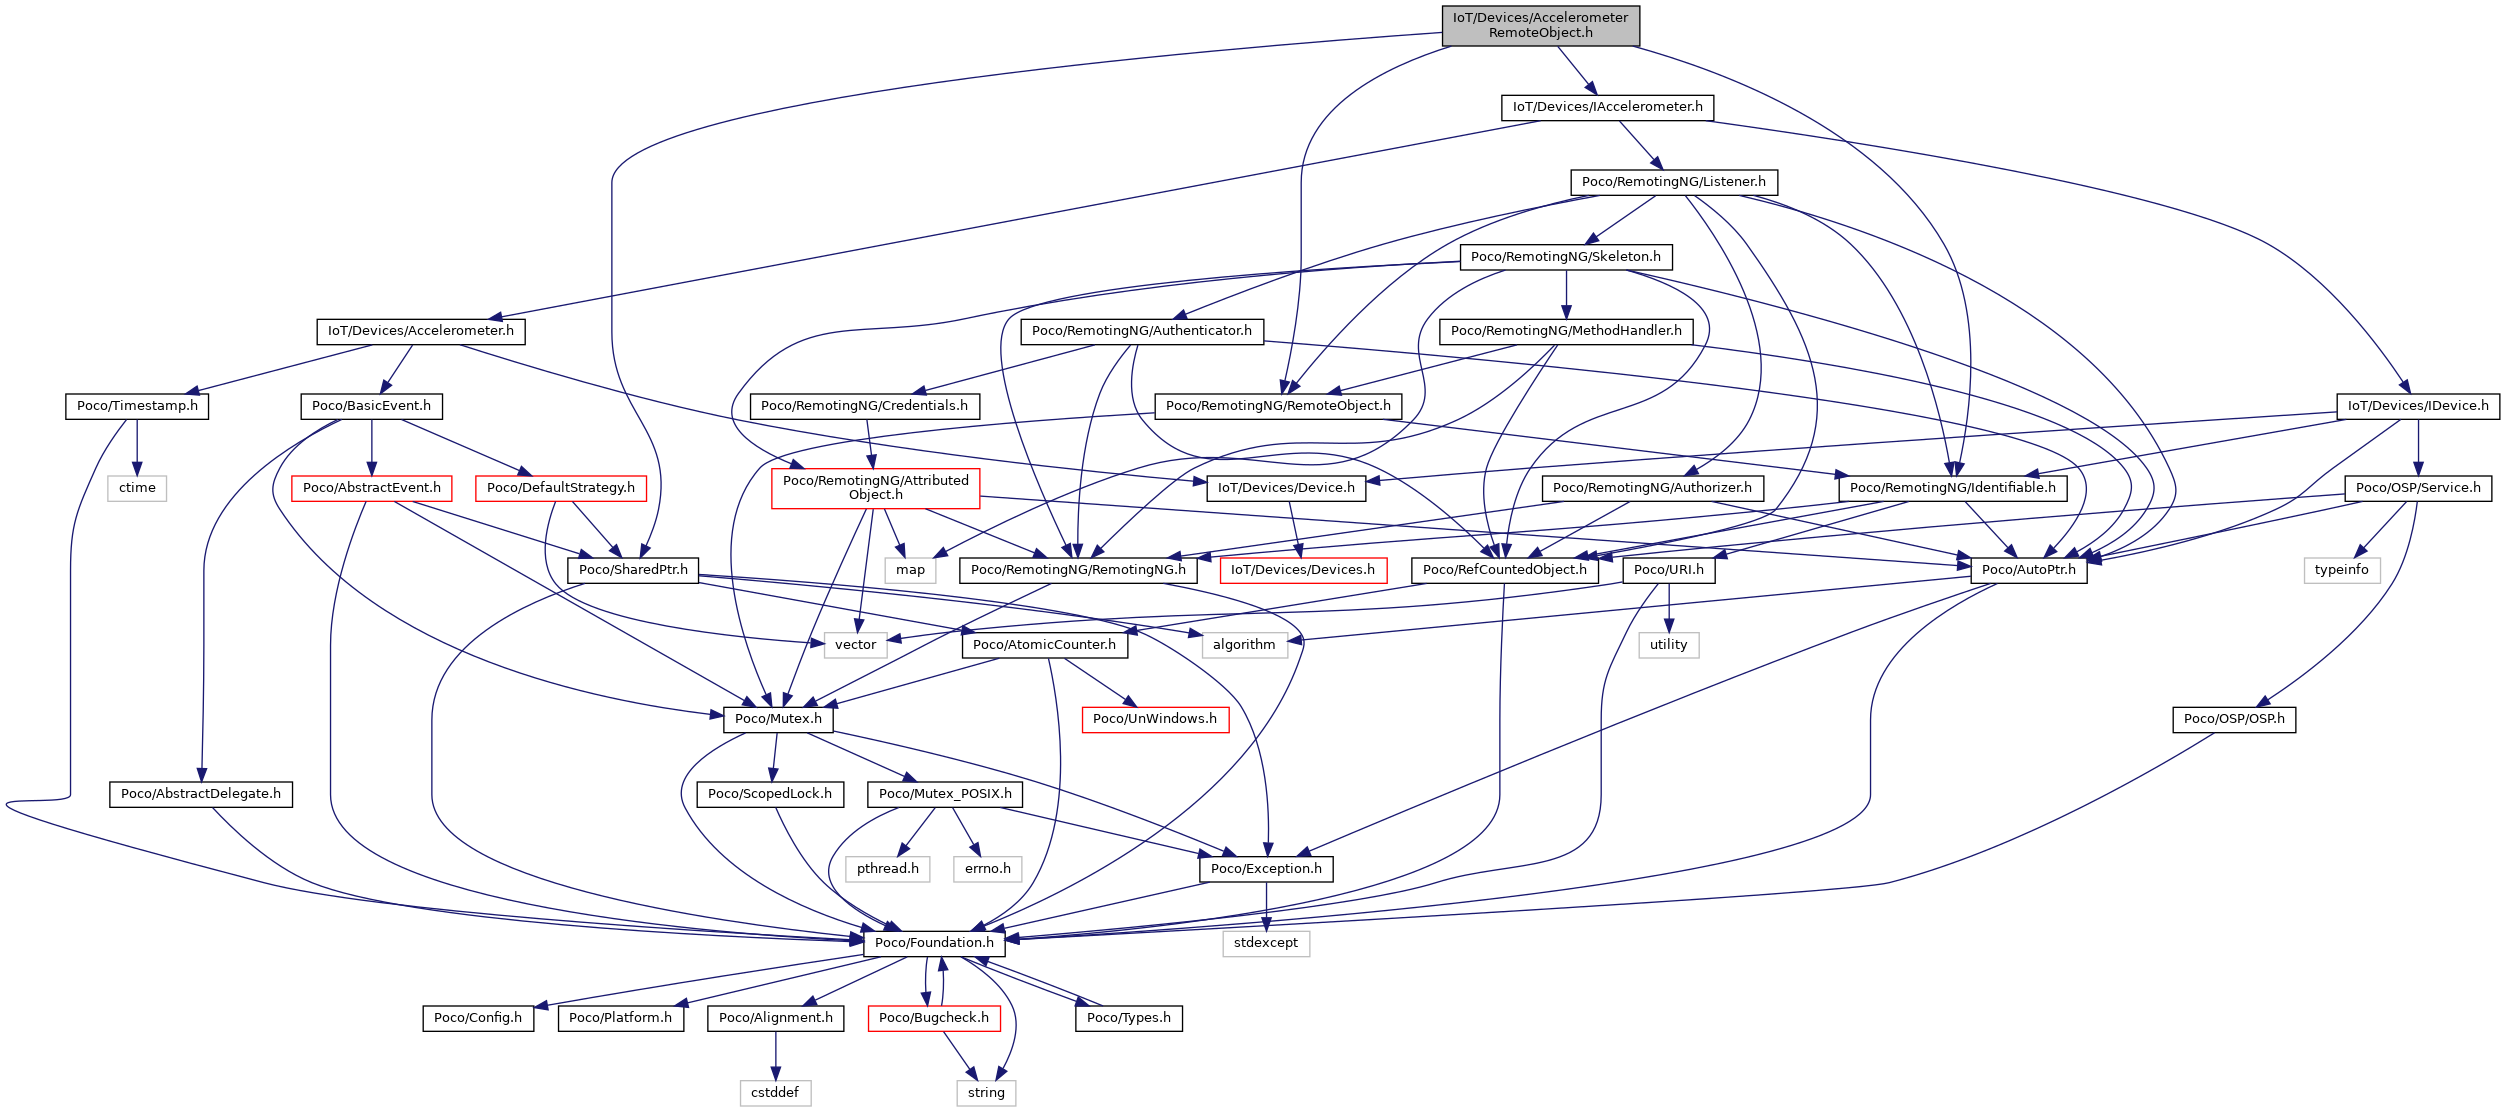 IoT/Devices/Accelerometer
RemoteObject.h
IoT/Devices/IAccelerometer.h
Poco/RemotingNG/Listener.h
Poco/RemotingNG/Skeleton.h
IoT/Devices/Accelerometer.h
Poco/RemotingNG/Authenticator.h
Poco/RemotingNG/MethodHandler.h
Poco/Timestamp.h
Poco/BasicEvent.h
Poco/RemotingNG/Credentials.h
Poco/RemotingNG/RemoteObject.h
IoT/Devices/IDevice.h
ctime
Poco/AbstractEvent.h
Poco/DefaultStrategy.h
Poco/RemotingNG/Attributed
Object.h
IoT/Devices/Device.h
Poco/RemotingNG/Authorizer.h
Poco/RemotingNG/Identifiable.h
Poco/OSP/Service.h
Poco/SharedPtr.h
map
Poco/RemotingNG/RemotingNG.h
IoT/Devices/Devices.h
Poco/RefCountedObject.h
Poco/URI.h
Poco/AutoPtr.h
typeinfo
vector
Poco/AtomicCounter.h
algorithm
utility
Poco/Mutex.h
Poco/UnWindows.h
Poco/OSP/OSP.h
Poco/AbstractDelegate.h
Poco/ScopedLock.h
Poco/Mutex_POSIX.h
pthread.h
errno.h
Poco/Exception.h
Poco/Foundation.h
stdexcept
Poco/Config.h
Poco/Platform.h
Poco/Alignment.h
Poco/Bugcheck.h
Poco/Types.h
cstddef
string